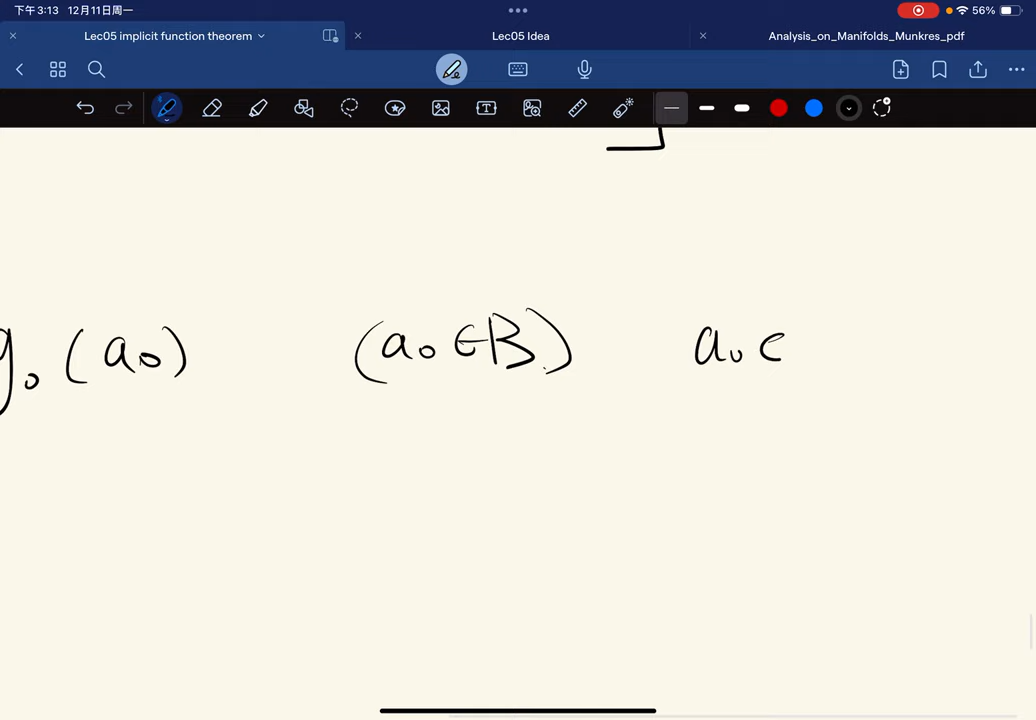 下午3:13 12月11日周一 56%
Lec05 implicit function theorem Lec05 Idea Analysis_on_Manifolds_Munkres_pdf
g₀ (a₀) (a₀ ∈ B) a₀ ∈